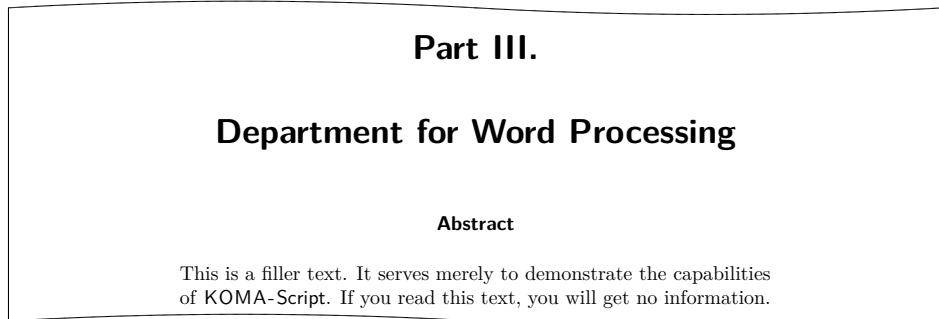 Part III.
Department for Word Processing
Abstract
This is a filler text. It serves merely to demonstrate the capabilities
of KOMA-Script. If you read this text, you will get no information.